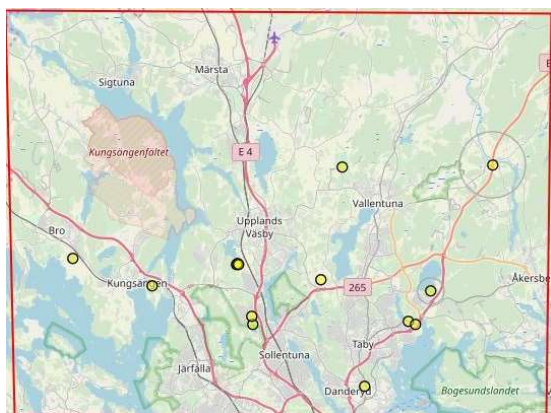 Märsta
Sigtuna
E
Kungsängenfältet
E 4
Vallentuna
Upplands
Väsby
Bro
Kungsängen
265
Åkersbe
Täby
Sollentuna
Järfälla
Danderyd
Bogesundslandet